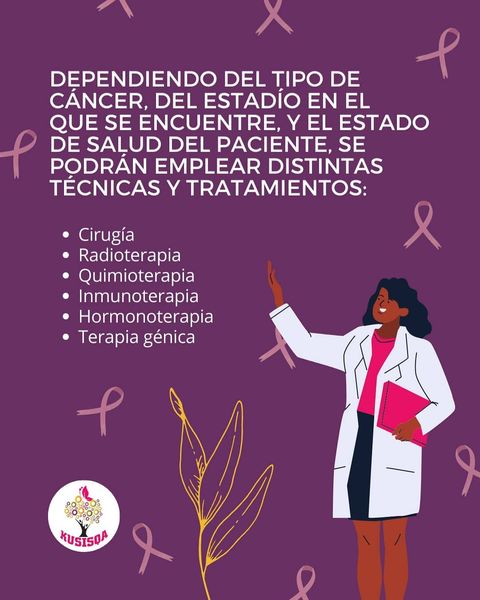 DEPENDIENDO DEL TIPO DE
CÁNCER, DEL ESTADÍO EN EL
QUE SE ENCUENTRE, Y EL ESTADO
DE SALUD DEL PACIENTE, SE
PODRÁN EMPLEAR DISTINTAS
TÉCNICAS Y TRATAMIENTOS:
• Cirugía
• Radioterapia
• Quimioterapia
• Inmunoterapia
• Hormonoterapia
• Terapia génica
KUSISQA